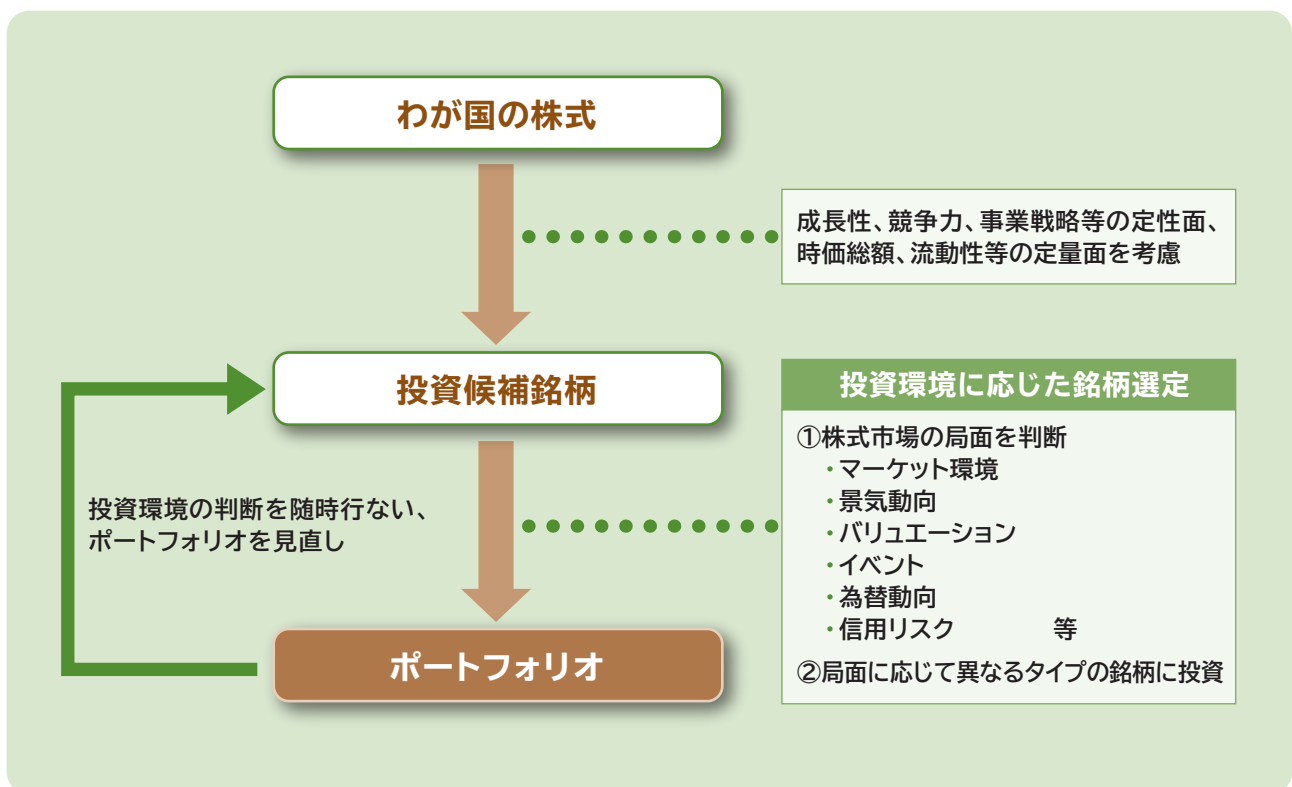 わが国の株式
成長性、競争力、事業戦略等の定性面、
時価総額、流動性等の定量面を考慮
投資候補銘柄
投資環境に応じた銘柄選定
①株式市場の局面を判断
・マーケット環境
・景気動向
・バリュエーション
・イベント
・為替動向
・信用リスク 等
②局面に応じて異なるタイプの銘柄に投資
投資環境の判断を随時行ない、
ポートフォリオを見直し
ポートフォリオ